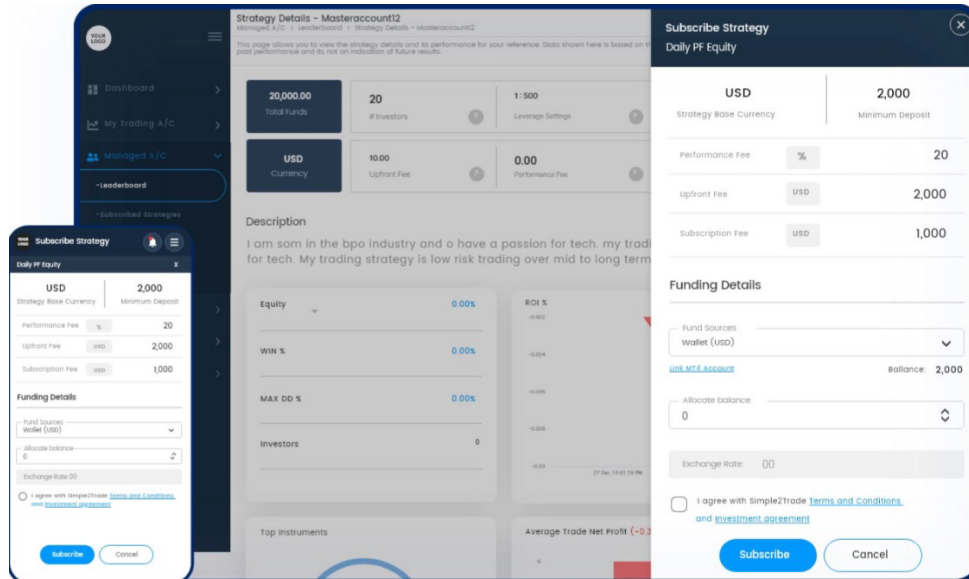 YOUR
LOGO
Dashboard
My Trading A/C
Managed A/C
-Leaderboard
-Subscribed Strategies
Strategy Details - Masteraccount12
Managed A/C > Leaderboard > Strategy Details - Masteraccount12
This page allows you to view the strategy details and its performance for your reference. Stats shown here is based on th
past performance and its not an indication of future results.
20,000.00
Total Funds
20
# Investors
1:500
Leverage Settings
USD
Currency
10.00
Upfront Fee
0.00
Performance Fee
Description
I am som in the bpo industry and o have a passion for tech. my tradi
for tech. My trading strategy is low risk trading over mid to long term
Equity 0.00%
WIN % 0.00%
MAX DD % 0.00%
Investors 0
ROI %
Top Instruments
Average Trade Net Profit (-0.3
Subscribe Strategy
Daily PF Equity
USD
Strategy Base Currency
2,000
Minimum Deposit
Performance Fee % 20
Upfront Fee USD 2,000
Subscription Fee USD 1,000
Funding Details
Fund Sources
Wallet (USD)
Link MT4 Account
Ballance: 2,000
Allocate balance
0
Exchange Rate: 00
I agree with Simple2Trade Terms and Conditions
and Investment agreement
Subscribe
Cancel
YOUR
LOGO
Subscribe Strategy
Daily PF Equity X
USD
Strategy Base Currency
2,000
Minimum Deposit
Performance Fee % 20
Upfront Fee USD 2,000
Subscription Fee USD 1,000
Funding Details
Fund Sources
Wallet (USD)
Allocate balance
0
Exchange Rate 00
I agree with Simple2Trade Terms and Conditions
and Investment agreement
Subscribe
Cancel